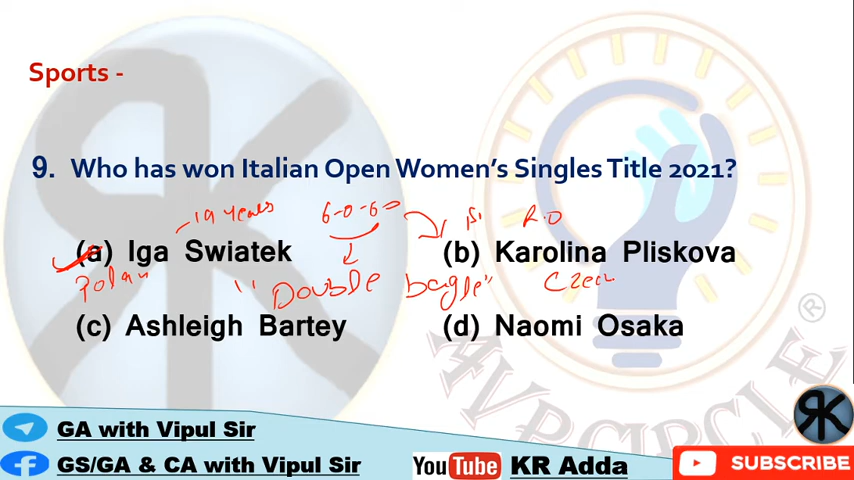 Sports -
9. Who has won Italian Open Women's Singles Title 2021?
19 years 6-0-6-0 R.O
(a) Iga Swiatek (b) Karolina Pliskova
"Double bagle" Czech
(c) Ashleigh Bartey (d) Naomi Osaka
GA with Vipul Sir
GS/GA & CA with Vipul Sir YouTube KR Adda SUBSCRIBE